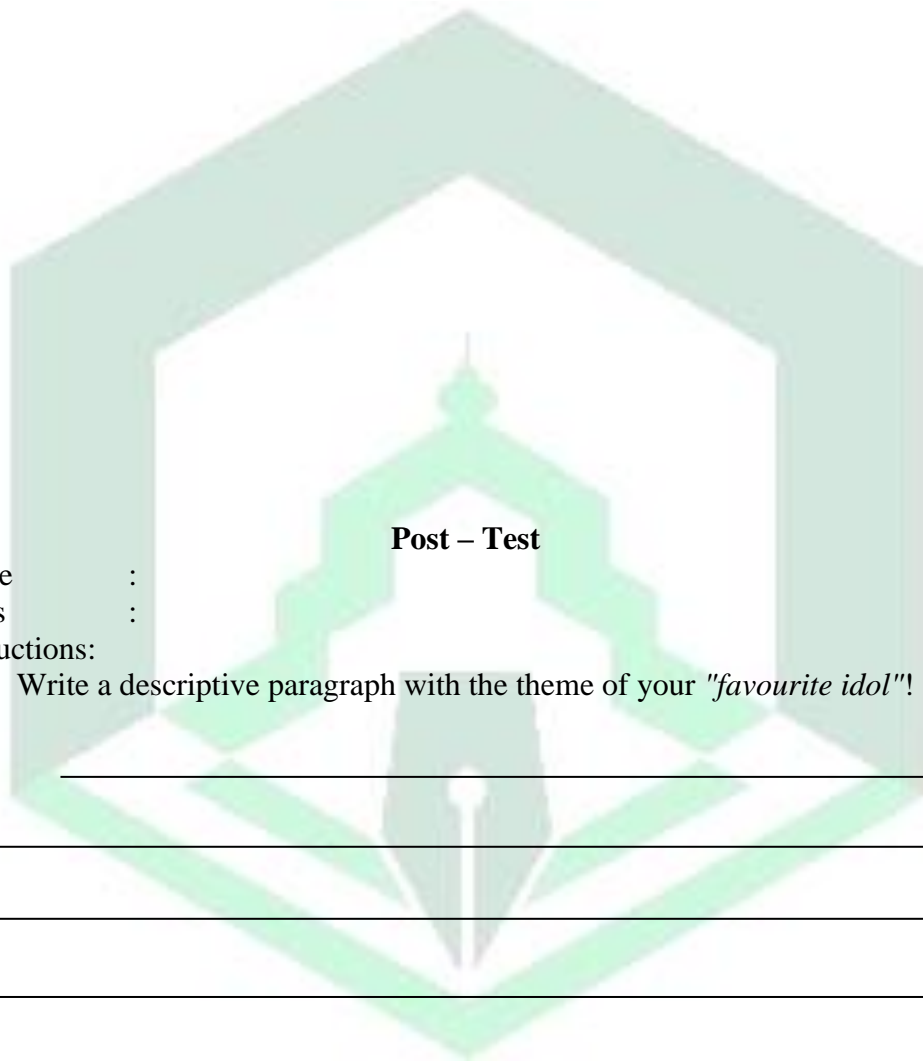 Post – Test
e :
s :
uctions:
Write a descriptive paragraph with the theme of your "favourite idol"!